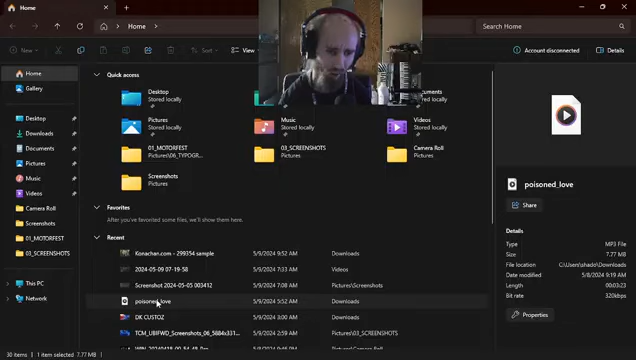 Home
Home
Search Home
New
Sort
View
Account disconnected
Details
Home
Gallery
Desktop
Downloads
Documents
Pictures
Music
Videos
Camera Roll
Screenshots
01_MOTORFEST
03_SCREENSHOTS
This PC
Network
Quick access
Desktop
Stored locally
Pictures
Stored locally
Music
Stored locally
Videos
Stored locally
01_MOTORFEST
Pictures\06_TYPOGR...
03_SCREENSHOTS
Pictures
Camera Roll
Pictures
Screenshots
Favorites
After you've favorited some files, we'll show them here.
Recent
Konachan.com - 299354 sample 5/9/2024 9:52 AM Downloads
2024-05-09 07-19-58 5/9/2024 7:33 AM Videos
Screenshot 2024-05-05 003412 5/9/2024 7:08 AM Pictures\Screenshots
poisoned_love 5/9/2024 5:52 AM Downloads
DK CUSTOZ 5/9/2024 3:00 AM Downloads
5/9/2024 2:59 AM Pictures\03_SCREENSHOTS
poisoned_love
Share
Details
Type MP3 File
Size 7.77 MB
File location
Date modified 5/8/2024 9:19 AM
Length 00:03:23
Bit rate 320kbps
Properties
30 items
1 item selected 7.77 MB